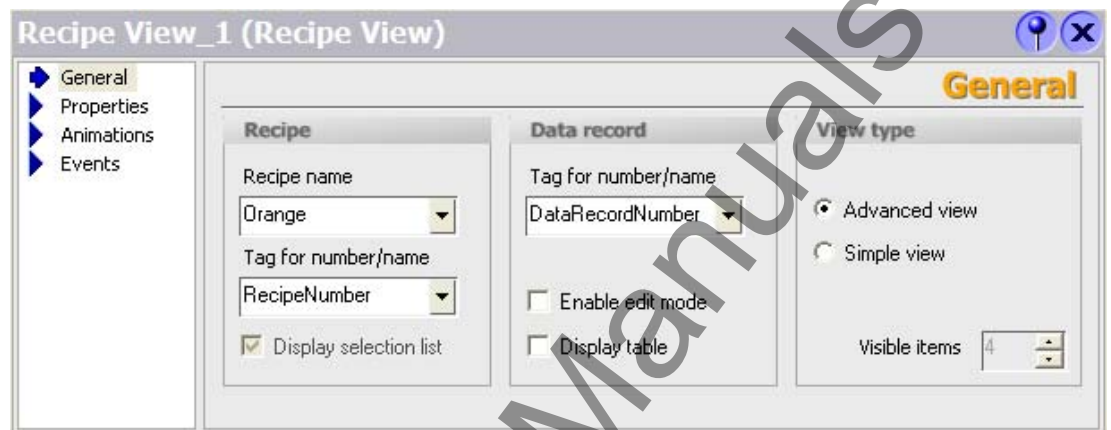 Recipe View_1 (Recipe View)
General
Properties
Animations
Events
General
Recipe
Recipe name
Orange
Tag for number/name
RecipeNumber
Display selection list
Data record
Tag for number/name
DataRecordNumber
Enable edit mode
Display table
View type
Advanced view
Simple view
Visible items 4
Manuals